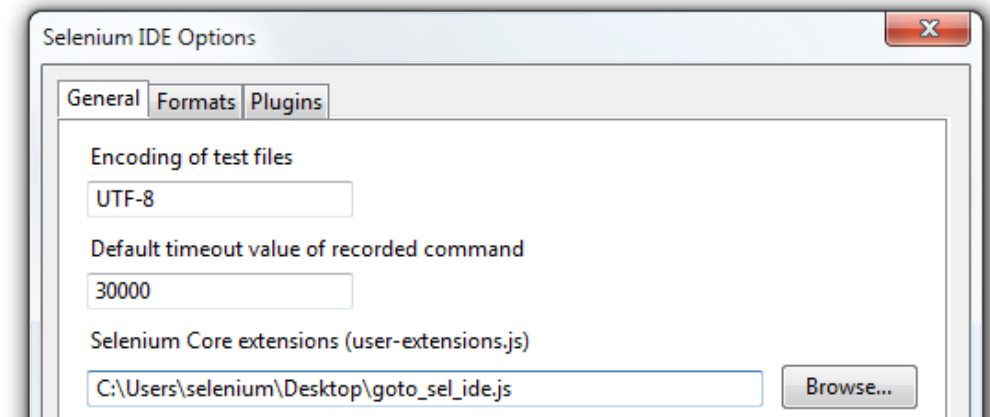 Selenium IDE Options
General Formats Plugins
Encoding of test files
UTF-8
Default timeout value of recorded command
30000
Selenium Core extensions (user-extensions.js)
C:\Users\selenium\Desktop\goto_sel_ide.js Browse...